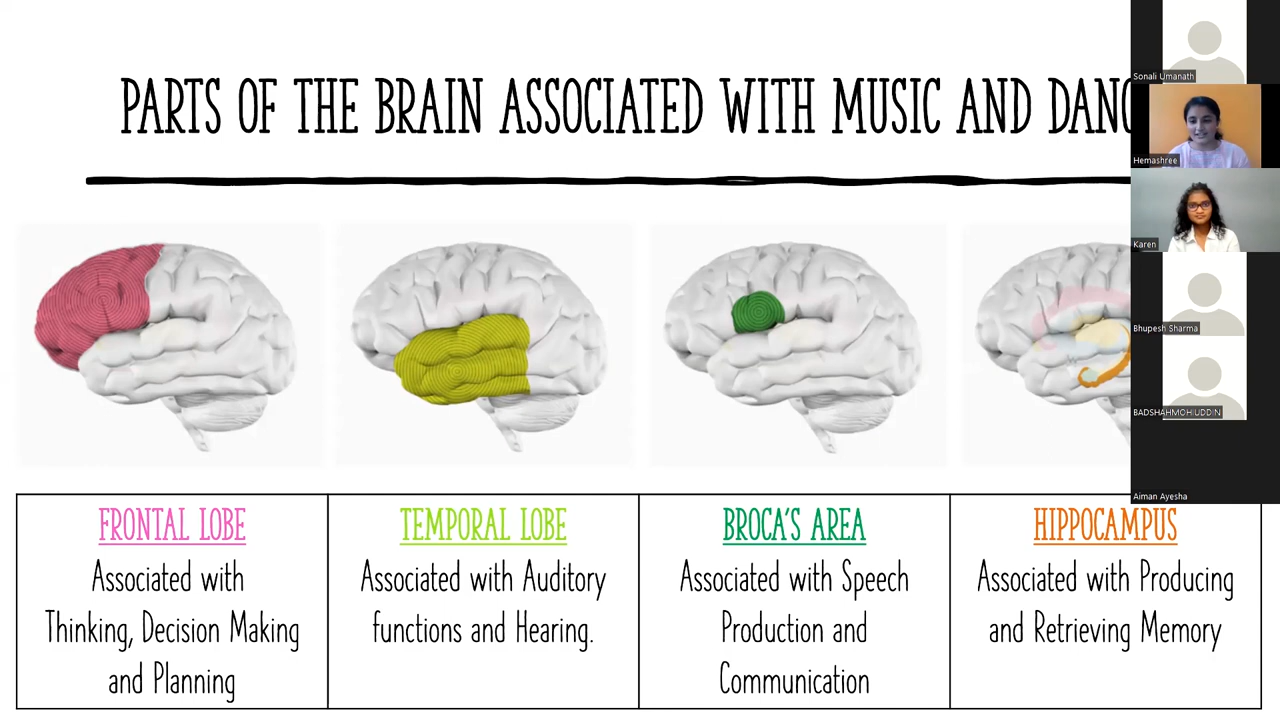 PARTS OF THE BRAIN ASSOCIATED WITH MUSIC AND
Sonali Umanath
Hemashree
Karen
Bhupesh Sharma
BADSHAHMOHIUDDIN
Aiman Ayesha
FRONTAL LOBE
Associated with
Thinking, Decision Making
and Planning
TEMPORAL LOBE
Associated with Auditory
functions and Hearing.
BROCA'S AREA
Associated with Speech
Production and
Communication
HIPPOCAMPUS
Associated with Producing
and Retrieving Memory